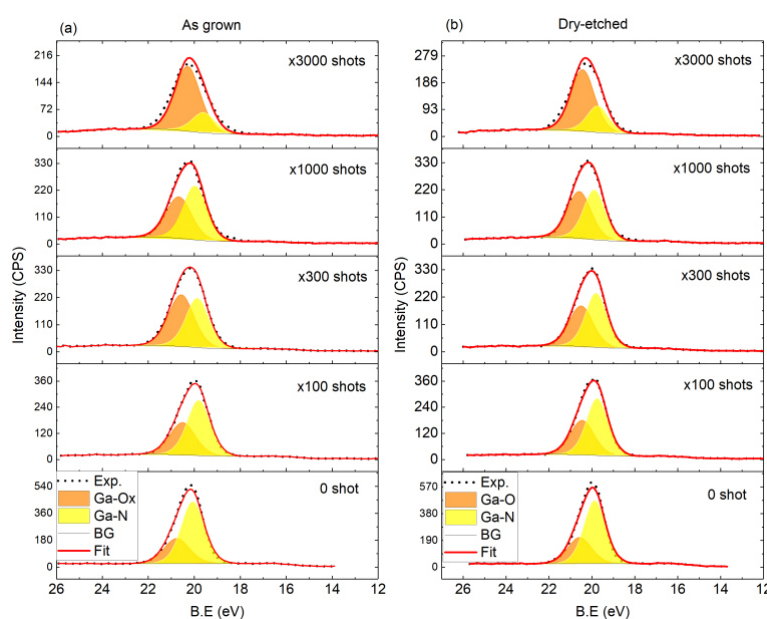 (a) As grown
x3000 shots
216
144
72
0
x1000 shots
330
220
110
0
x300 shots
330
220
110
0
x100 shots
360
240
120
0
0 shot
540
360
180
0
Exp.
Ga-Ox
Ga-N
BG
Fit
26 24 22 20 18 16 14 12
B.E (eV)
Intensity (CPS)
(b) Dry-etched
x3000 shots
279
186
93
0
x1000 shots
330
220
110
0
x300 shots
330
220
110
0
x100 shots
360
240
120
0
0 shot
570
380
190
0
Exp.
Ga-O
Ga-N
BG
Fit
26 24 22 20 18 16 14 12
B.E (eV)
Intensity (CPS)